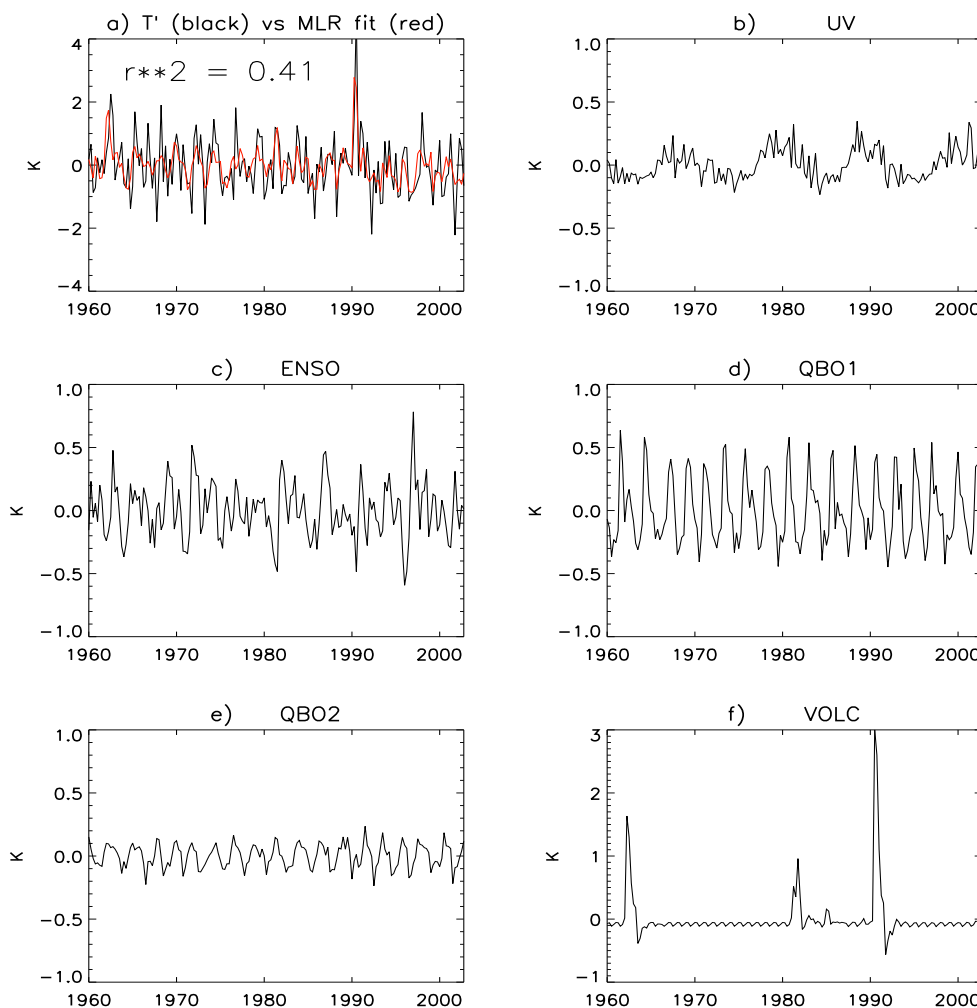 a) T' (black) vs MLR fit (red)
r**2 = 0.41
4
2
0
−2
−4
K
1960 1970 1980 1990 2000
b) UV
1.0
0.5
0.0
−0.5
−1.0
K
1960 1970 1980 1990 2000
c) ENSO
1.0
0.5
0.0
−0.5
−1.0
K
1960 1970 1980 1990 2000
d) QBO1
1.0
0.5
0.0
−0.5
−1.0
K
1960 1970 1980 1990 2000
e) QBO2
1.0
0.5
0.0
−0.5
−1.0
K
1960 1970 1980 1990 2000
f) VOLC
3
2
1
0
−1
K
1960 1970 1980 1990 2000